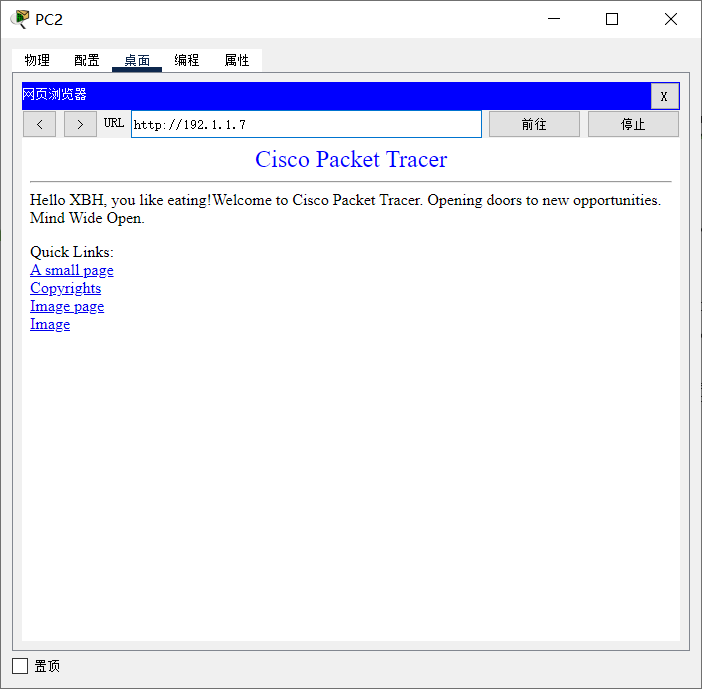 PC2
物理 配置 桌面 编程 属性
网页浏览器 X
< > URL http://192.1.1.7 前往 停止
Cisco Packet Tracer
Hello XBH, you like eating!Welcome to Cisco Packet Tracer. Opening doors to new opportunities.
Mind Wide Open.
Quick Links:
A small page
Copyrights
Image page
Image
置顶